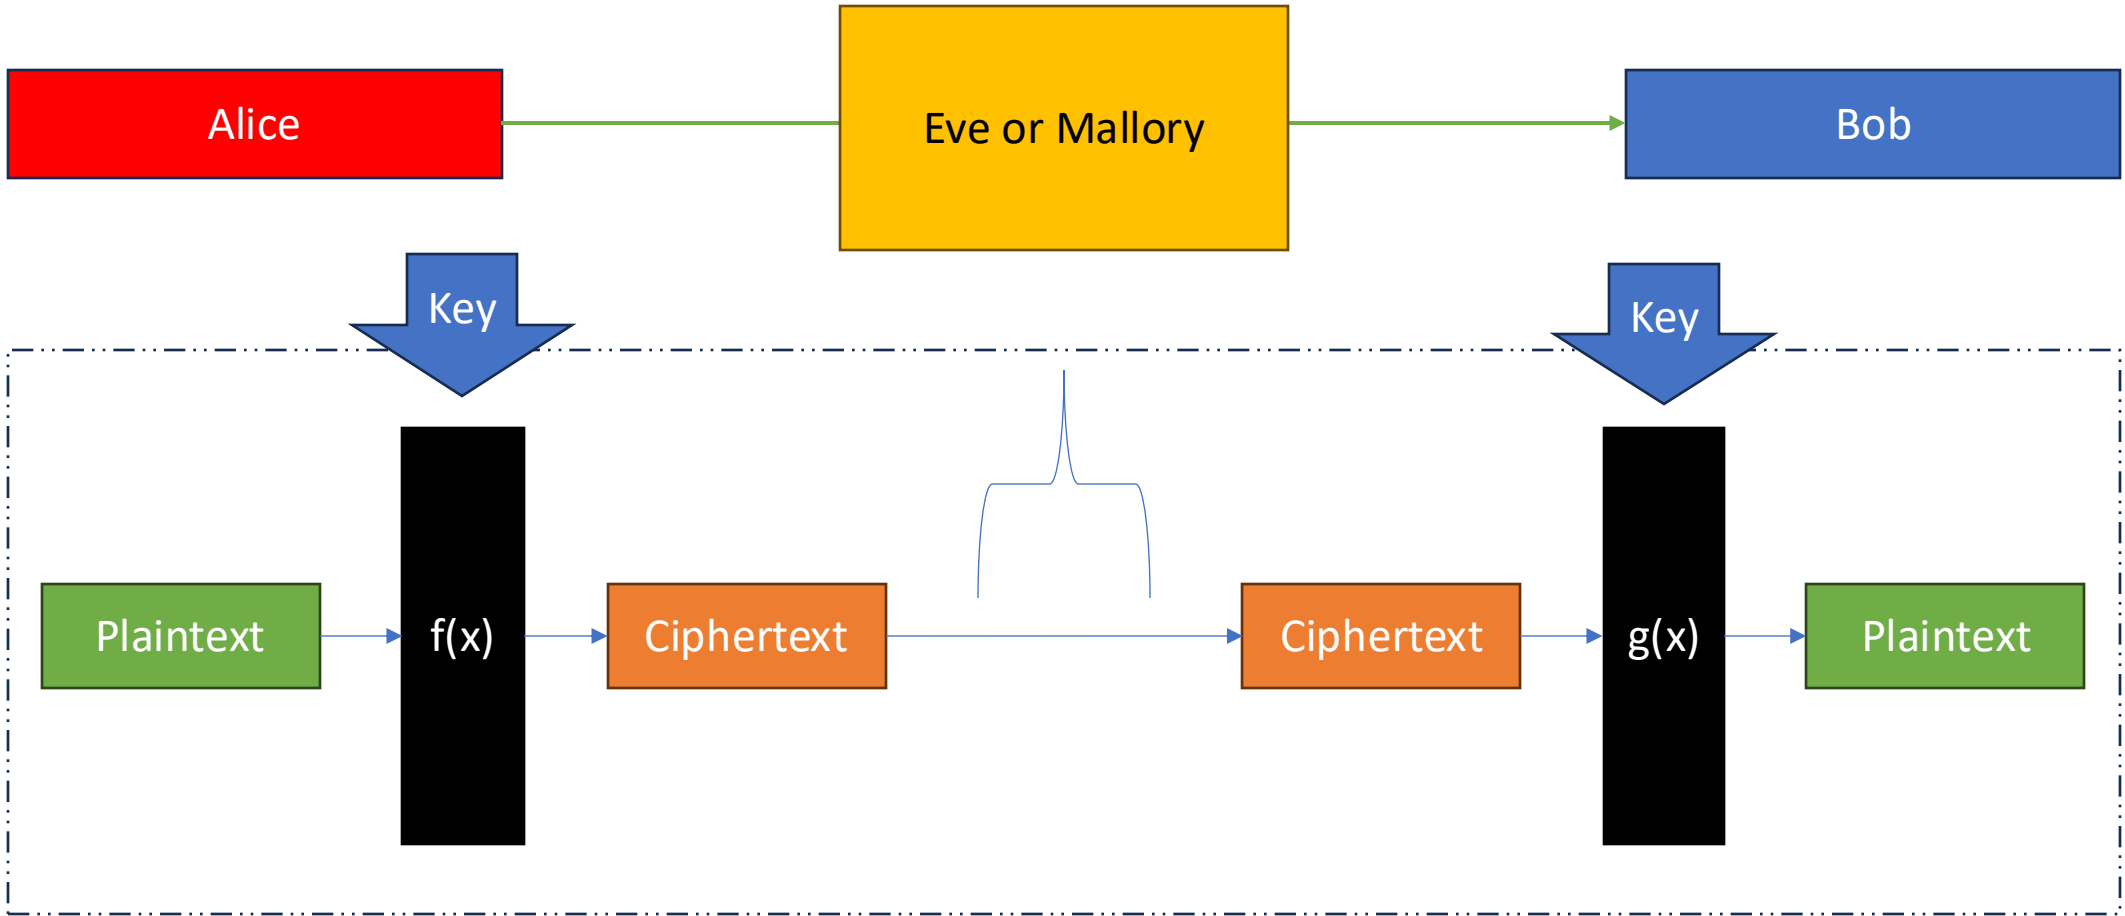 Alice
Eve or Mallory
Bob
Key
Key
Plaintext
f(x)
Ciphertext
Ciphertext
g(x)
Plaintext